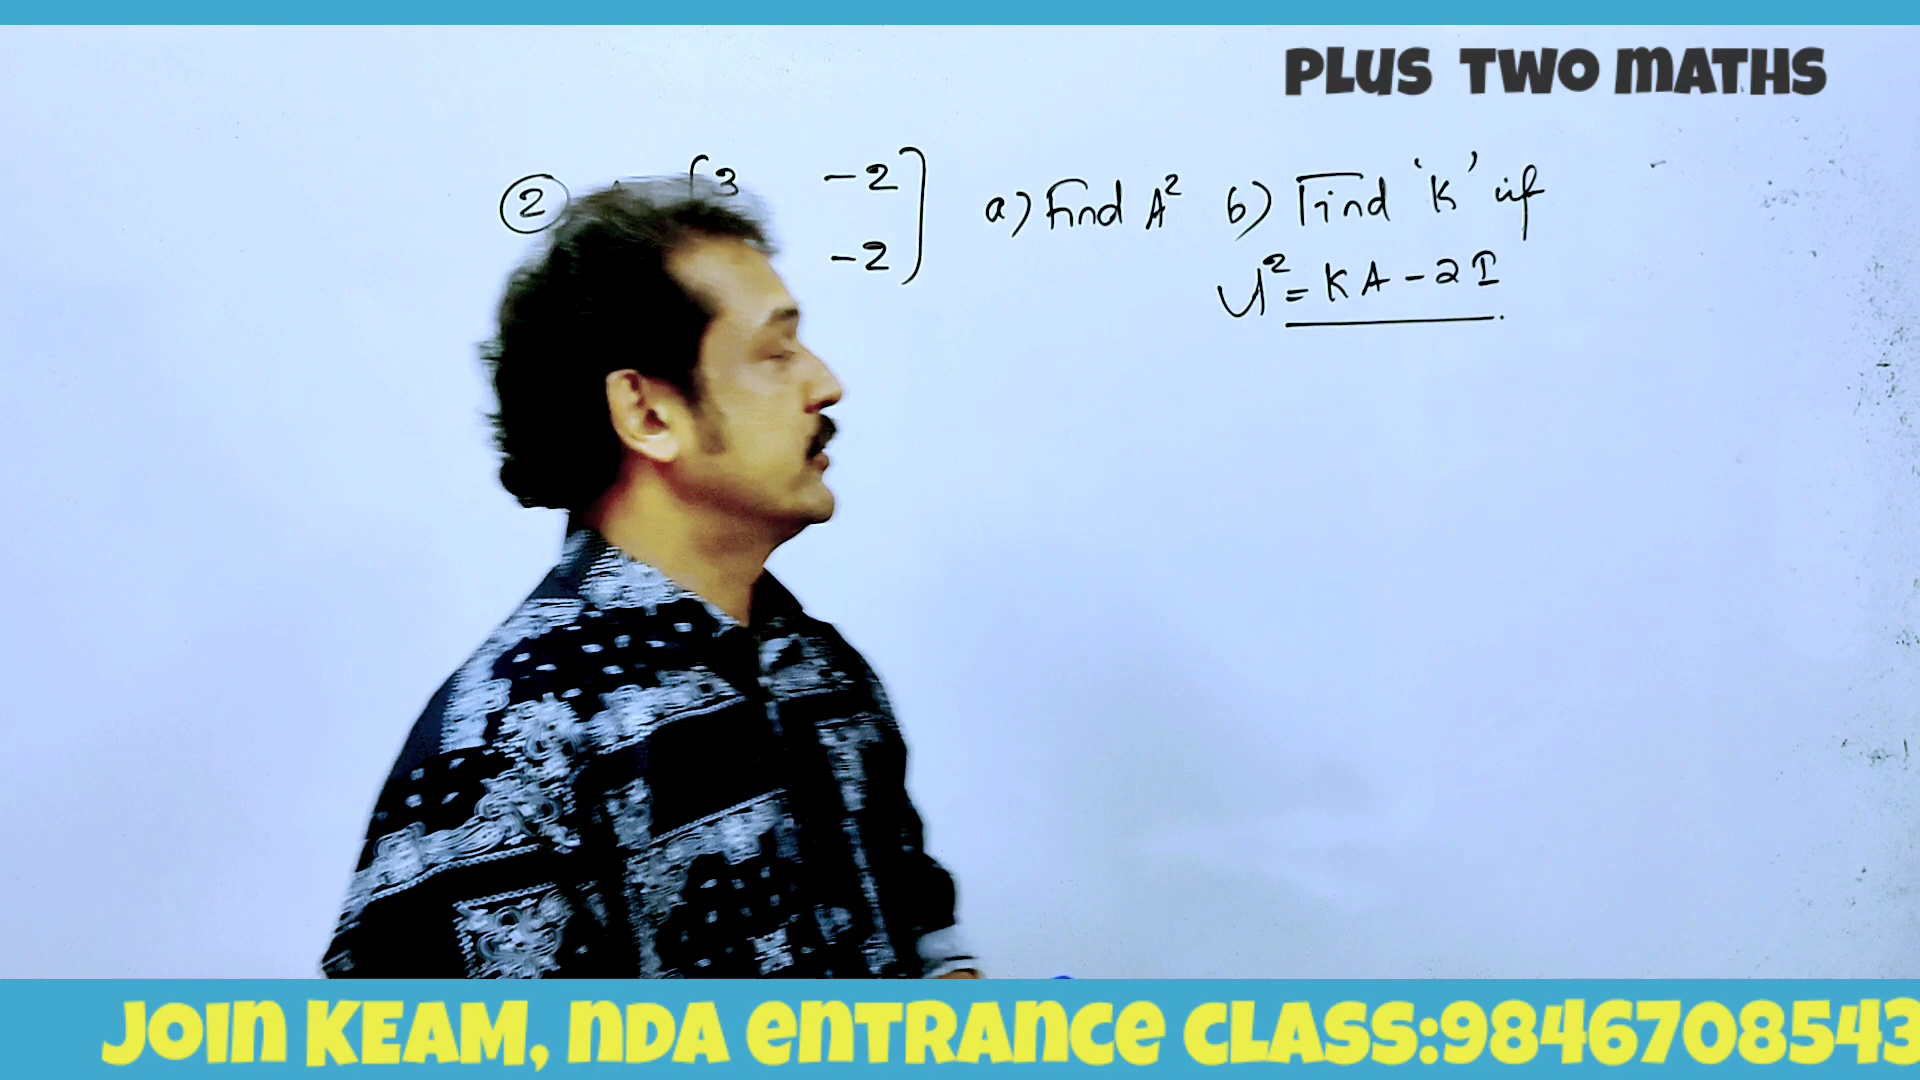 PLUS TWO MATHS
② [3 -2 a) Find A² b) Find 'K' if
-2] A² = KA - 2I
JOIN KEAM, NDA ENTRANCE CLASS:9846708543